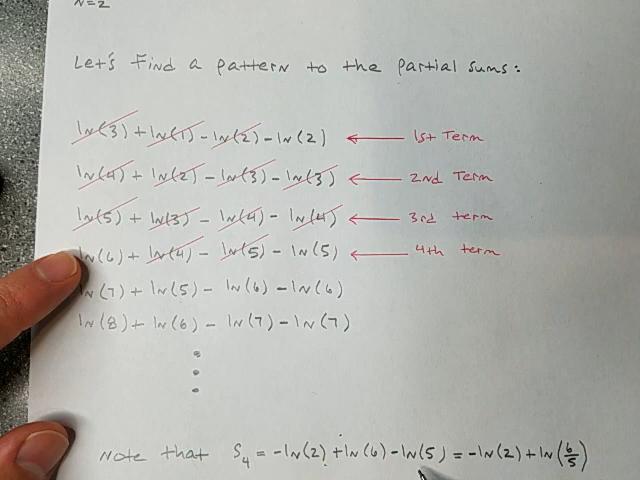 N=2
Let's Find a pattern to the partial sums:
ln(3) + ln(1) - ln(2) - ln(2) ← 1st Term
ln(4) + ln(2) - ln(3) - ln(3) ← 2nd Term
ln(5) + ln(3) - ln(4) - ln(4) ← 3rd term
ln(6) + ln(4) - ln(5) - ln(5) ← 4th term
ln(7) + ln(5) - ln(6) - ln(6)
ln(8) + ln(6) - ln(7) - ln(7)
Note that S₄ = -ln(2) + ln(6) - ln(5) = -ln(2) + ln(6/5)